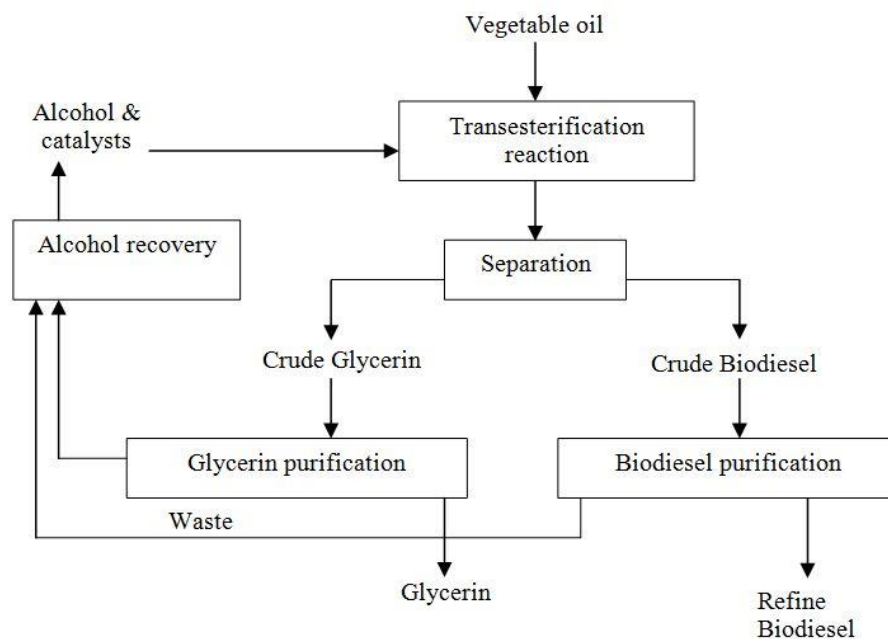 Vegetable oil
Alcohol &
catalysts
Transesterification
reaction
Alcohol recovery
Separation
Crude Glycerin
Crude Biodiesel
Glycerin purification
Biodiesel purification
Waste
Glycerin
Refine
Biodiesel